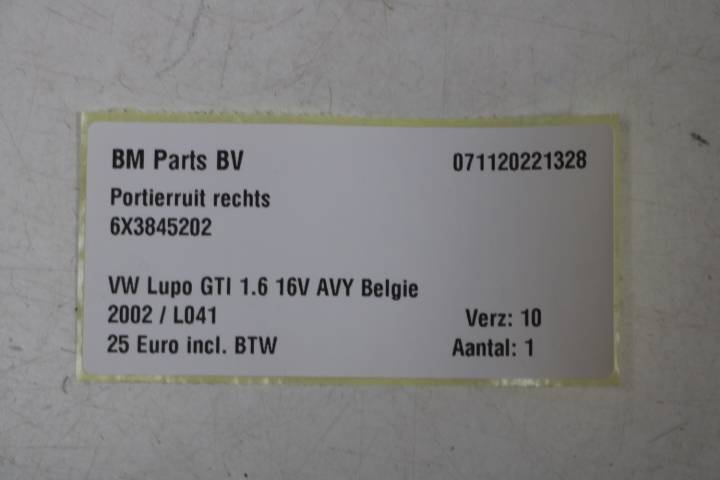 BM Parts BV 071120221328
Portierruit rechts
6X3845202
VW Lupo GTI 1.6 16V AVY Belgie
2002 / L041 Verz: 10
25 Euro incl. BTW Aantal: 1